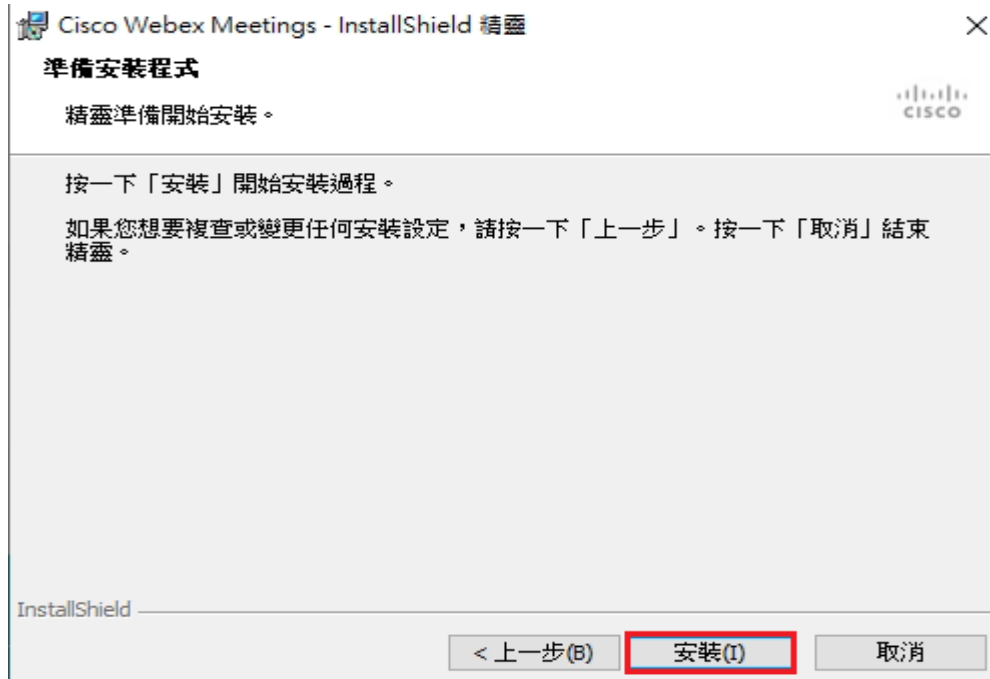 Cisco Webex Meetings - InstallShield 精靈
準備安裝程式
精靈準備開始安裝。
CISCO
按一下「安裝」開始安裝過程。
如果您想要複查或變更任何安裝設定，請按一下「上一步」。按一下「取消」結束
精靈。
InstallShield
< 上一步(B)
安裝(I)
取消